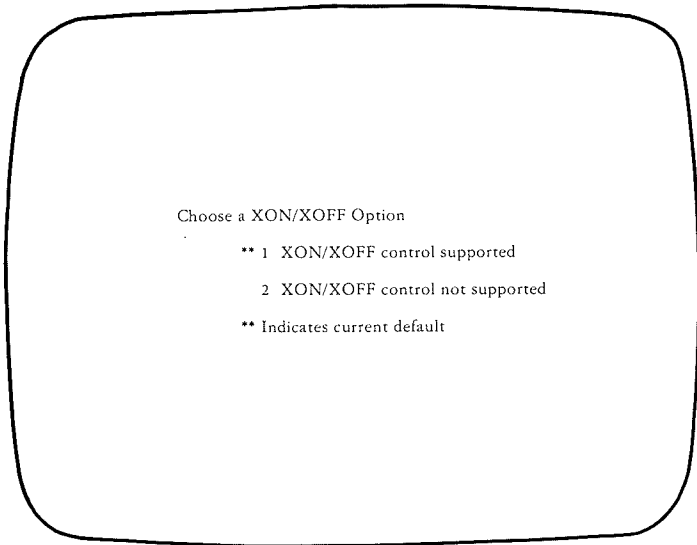 Choose a XON/XOFF Option
** 1 XON/XOFF control supported
2 XON/XOFF control not supported
** Indicates current default